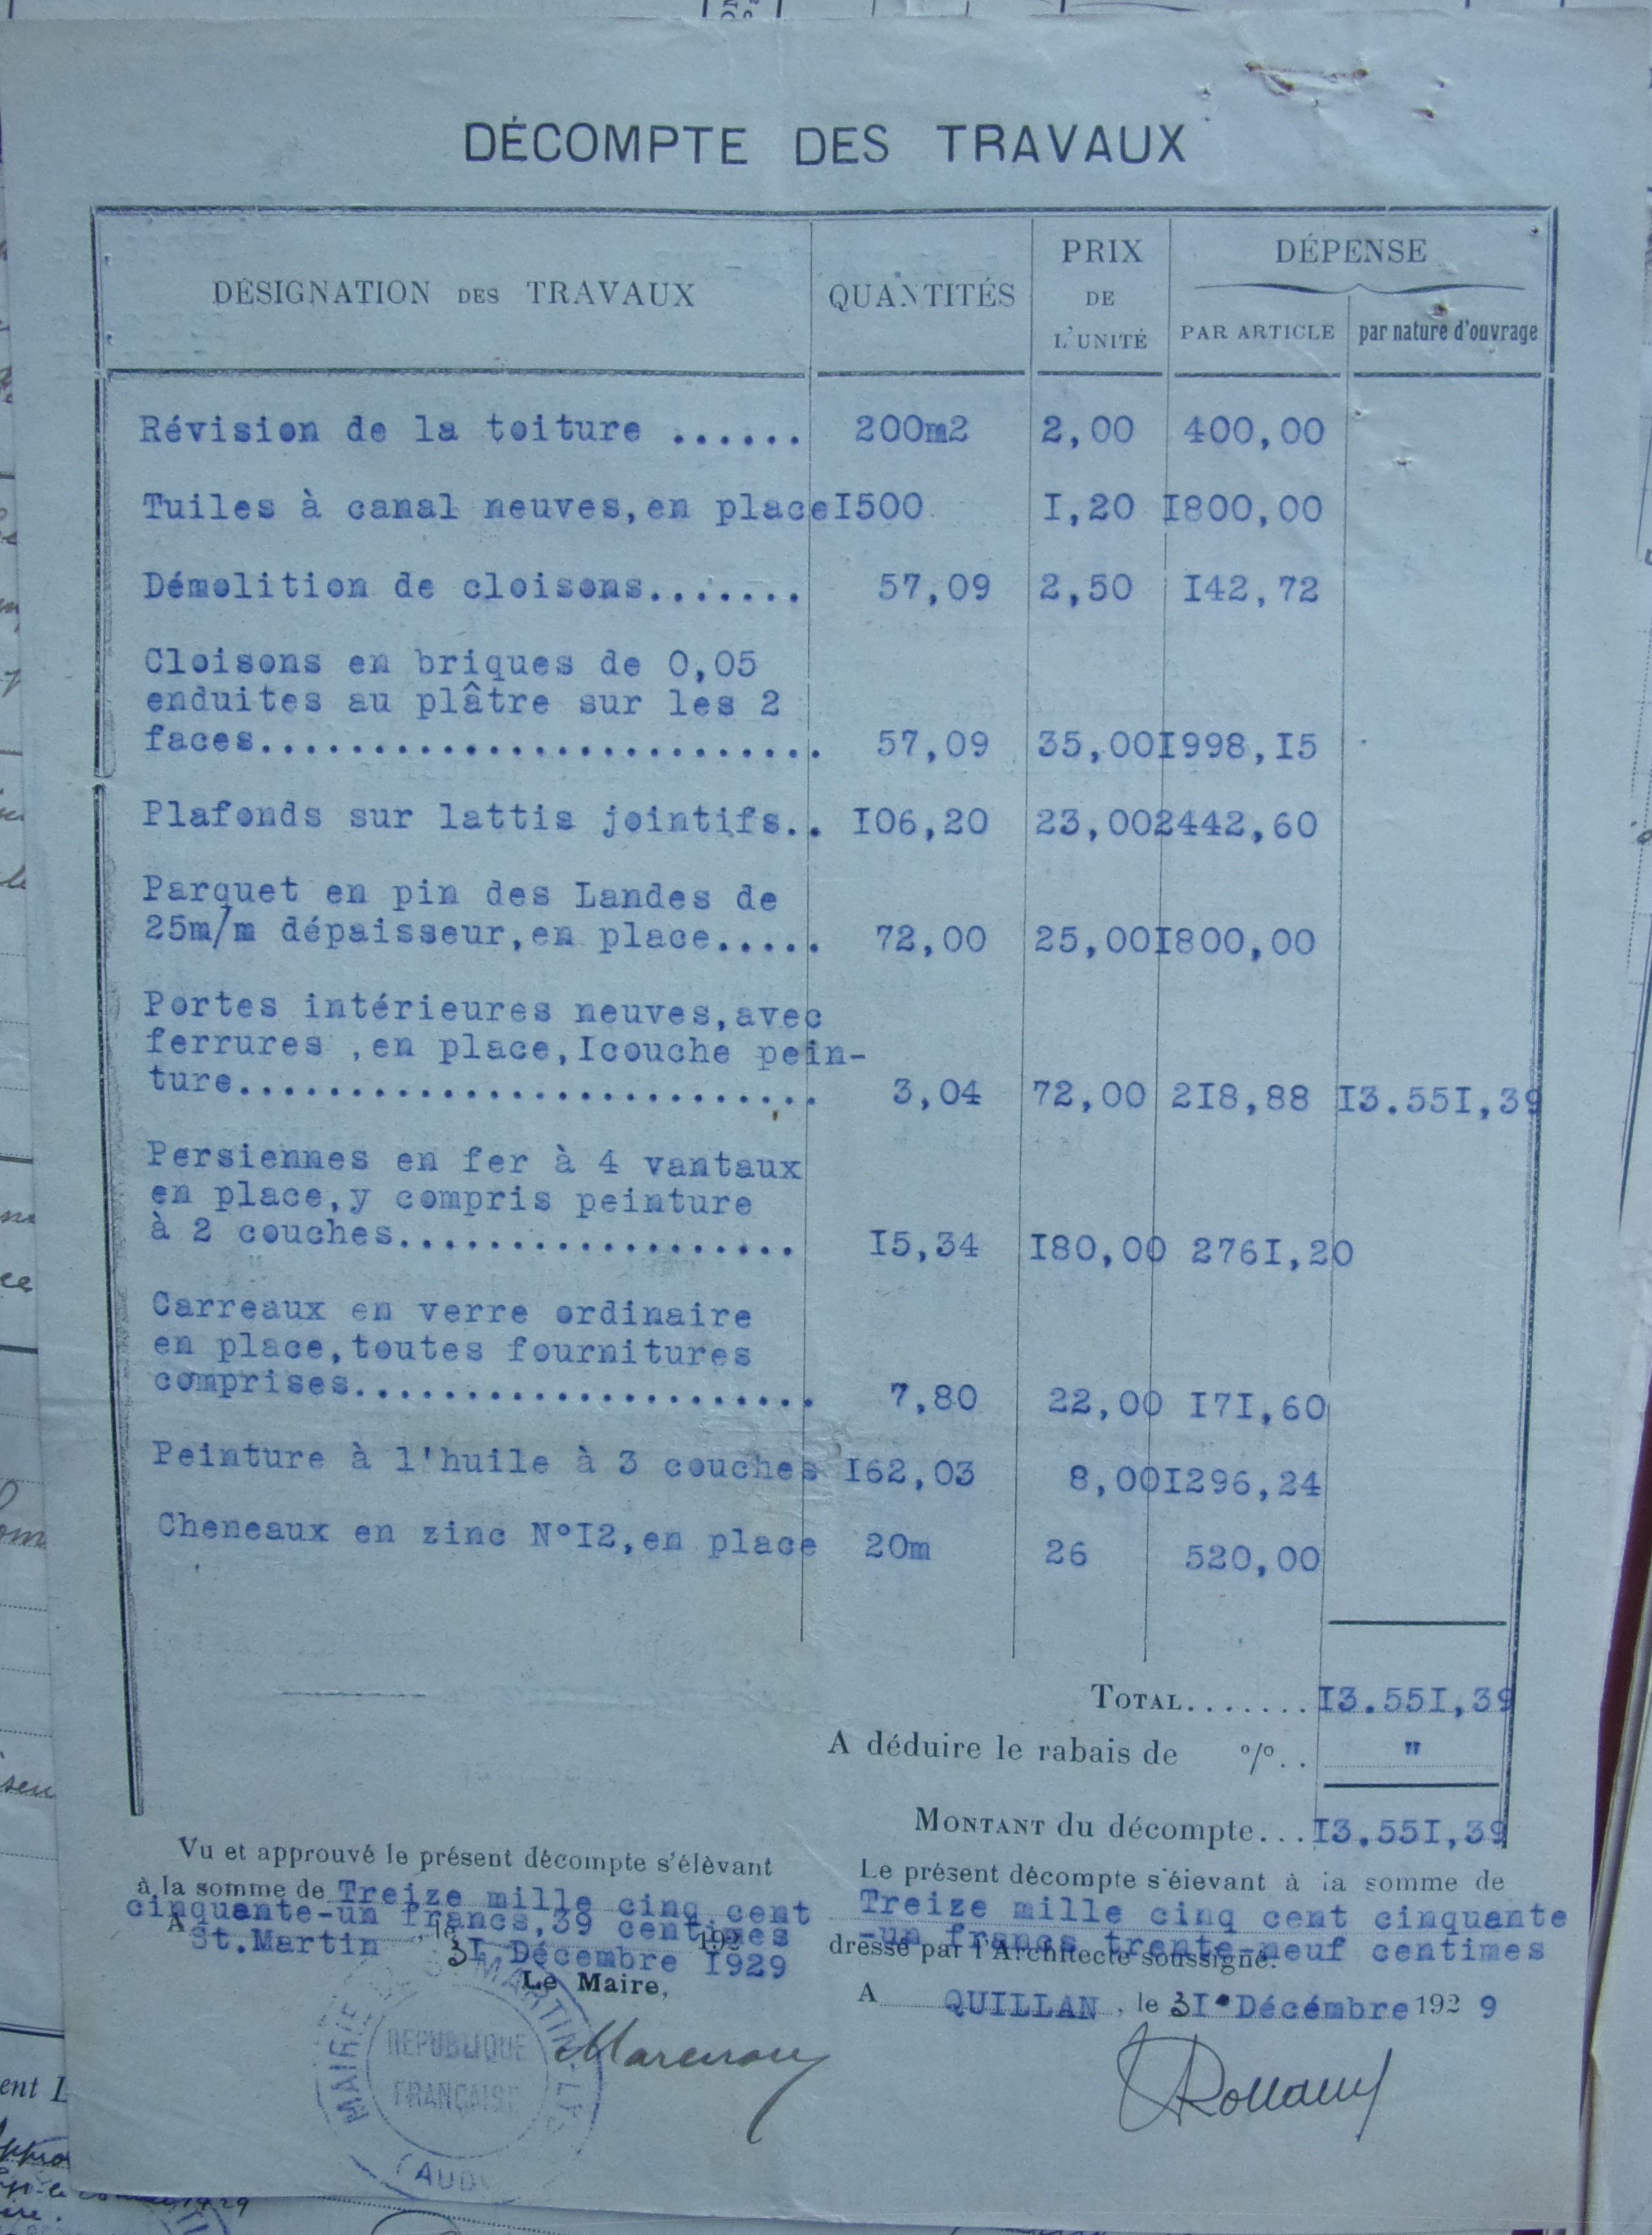 DÉCOMPTE DES TRAVAUX
DÉSIGNATION DES TRAVAUX
QUANTITÉS
PRIX
DE
L'UNITÉ
DÉPENSE
PAR ARTICLE
par nature d'ouvrage
Révision de la toiture ...... 200m2 2,00 400,00
Tuiles à canal neuves,en place I500 I,20 I800,00
Démolition de cloisons....... 57,09 2,50 I42,72
Cloisons en briques de 0,05
enduites au plâtre sur les 2
faces......................... 57,09 35,00 I998,I5
Plafonds sur lattis jointifs.. I06,20 23,00 2442,60
Parquet en pin des Landes de
25m/m dépaisseur,en place..... 72,00 25,00 I800,00
Portes intérieures neuves,avec
ferrures ,en place,Icouche pein-
ture.......................... 3,04 72,00 2I8,88 I3.55I,39
Persiennes en fer à 4 vantaux
en place,y compris peinture
à 2 couches.................. I5,34 I80,00 276I,20
Carreaux en verre ordinaire
en place,toutes fournitures
comprises..................... 7,80 22,00 I7I,60
Peinture à l'huile à 3 couches I62,03 8,00 I296,24
Cheneaux en zinc N°I2,en place 20m 26 520,00
TOTAL....... I3.55I,39
A déduire le rabais de %.. "
MONTANT du décompte... I3.55I,39
Vu et approuvé le présent décompte s'élèvant
à la somme de Treize mille cinq cent
cinquante-un francs,39 centimes
A St.Martin , le 3I Décembre 1929
Le Maire,
Le présent décompte s'élevant à la somme de
Treize mille cinq cent cinquante
-un francs trente-neuf centimes
dressé par l'Architecte soussigné.
A QUILLAN , le 3I Décémbre 192 9
MAIRIE DE ST MARTIN-LYS
REPUBLIQUE
FRANÇAISE
(AUDE